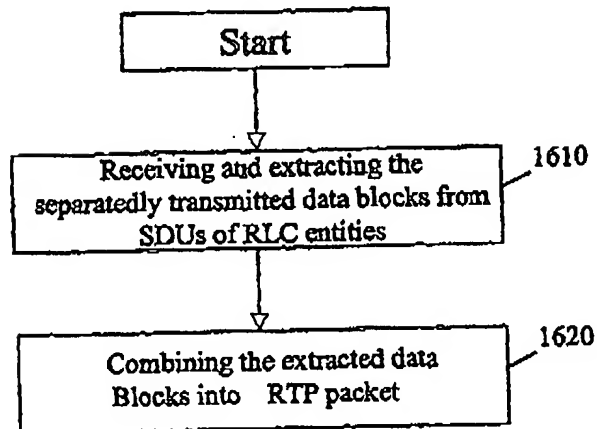 Start
1610
Receiving and extracting the
separatedly transmitted data blocks from
SDUs of RLC entities
1620
Combining the extracted data
Blocks into RTP packet